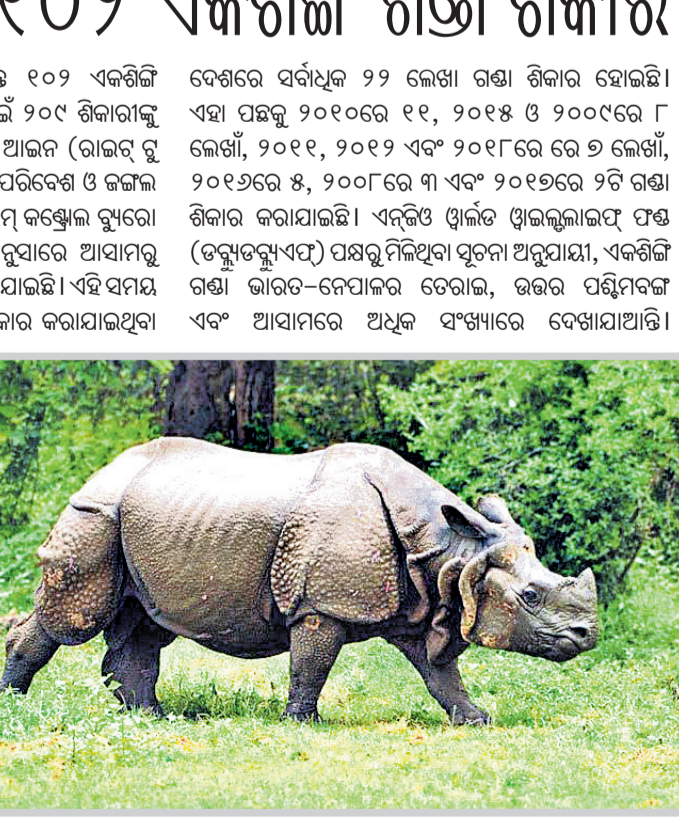 ୧୦୨ ଏକଶିଙ୍ଗି ଗଣ୍ଡା ଶିକାର
୧୦୨ ଏକଶିଙ୍ଗି
୨୦୯ ଶିକାରୀଙ୍କୁ
ଆଇନ (ରାଇଟ୍ ଟୁ
ପରିବେଶ ଓ ଜଙ୍ଗଲ
କଣ୍ଟ୍ରୋଲ ବ୍ୟୁରୋ
ଆସାମରୁ
ଏହି ସମୟ
କରାଯାଇଥିବା
ଦେଶରେ ସର୍ବାଧିକ ୨୨ ଲେଖା ଗଣ୍ଡା ଶିକାର ହୋଇଛି।
ଏହା ପଛକୁ ୨୦୧୦ରେ ୧୧, ୨୦୧୫ ଓ ୨୦୦୯ରେ ୮
ଲେଖାଁ, ୨୦୧୧, ୨୦୧୨ ଏବଂ ୨୦୧୮ରେ ରେ ୭ ଲେଖାଁ,
୨୦୧୬ରେ ୫, ୨୦୦୮ରେ ୩ ଏବଂ ୨୦୧୭ରେ ୨ଟି ଗଣ୍ଡା
ଶିକାର କରାଯାଇଛି। ଏନ୍‌ଜିଓ ୱାର୍ଲଡ ୱାଇଲ୍ଡଲାଇଫ୍ ଫଣ୍ଡ
(ଡବ୍ଲ୍ୟୁଡବ୍ଲ୍ୟୁଏଫ୍) ପକ୍ଷରୁ ମିଳିଥିବା ସୂଚନା ଅନୁଯାୟୀ, ଏକଶିଙ୍ଗି
ଗଣ୍ଡା ଭାରତ-ନେପାଳର ତେରାଇ, ଉତ୍ତର ପଶ୍ଚିମବଙ୍ଗ
ଏବଂ ଆସାମରେ ଅଧିକ ସଂଖ୍ୟାରେ ଦେଖାଯାଆନ୍ତି।